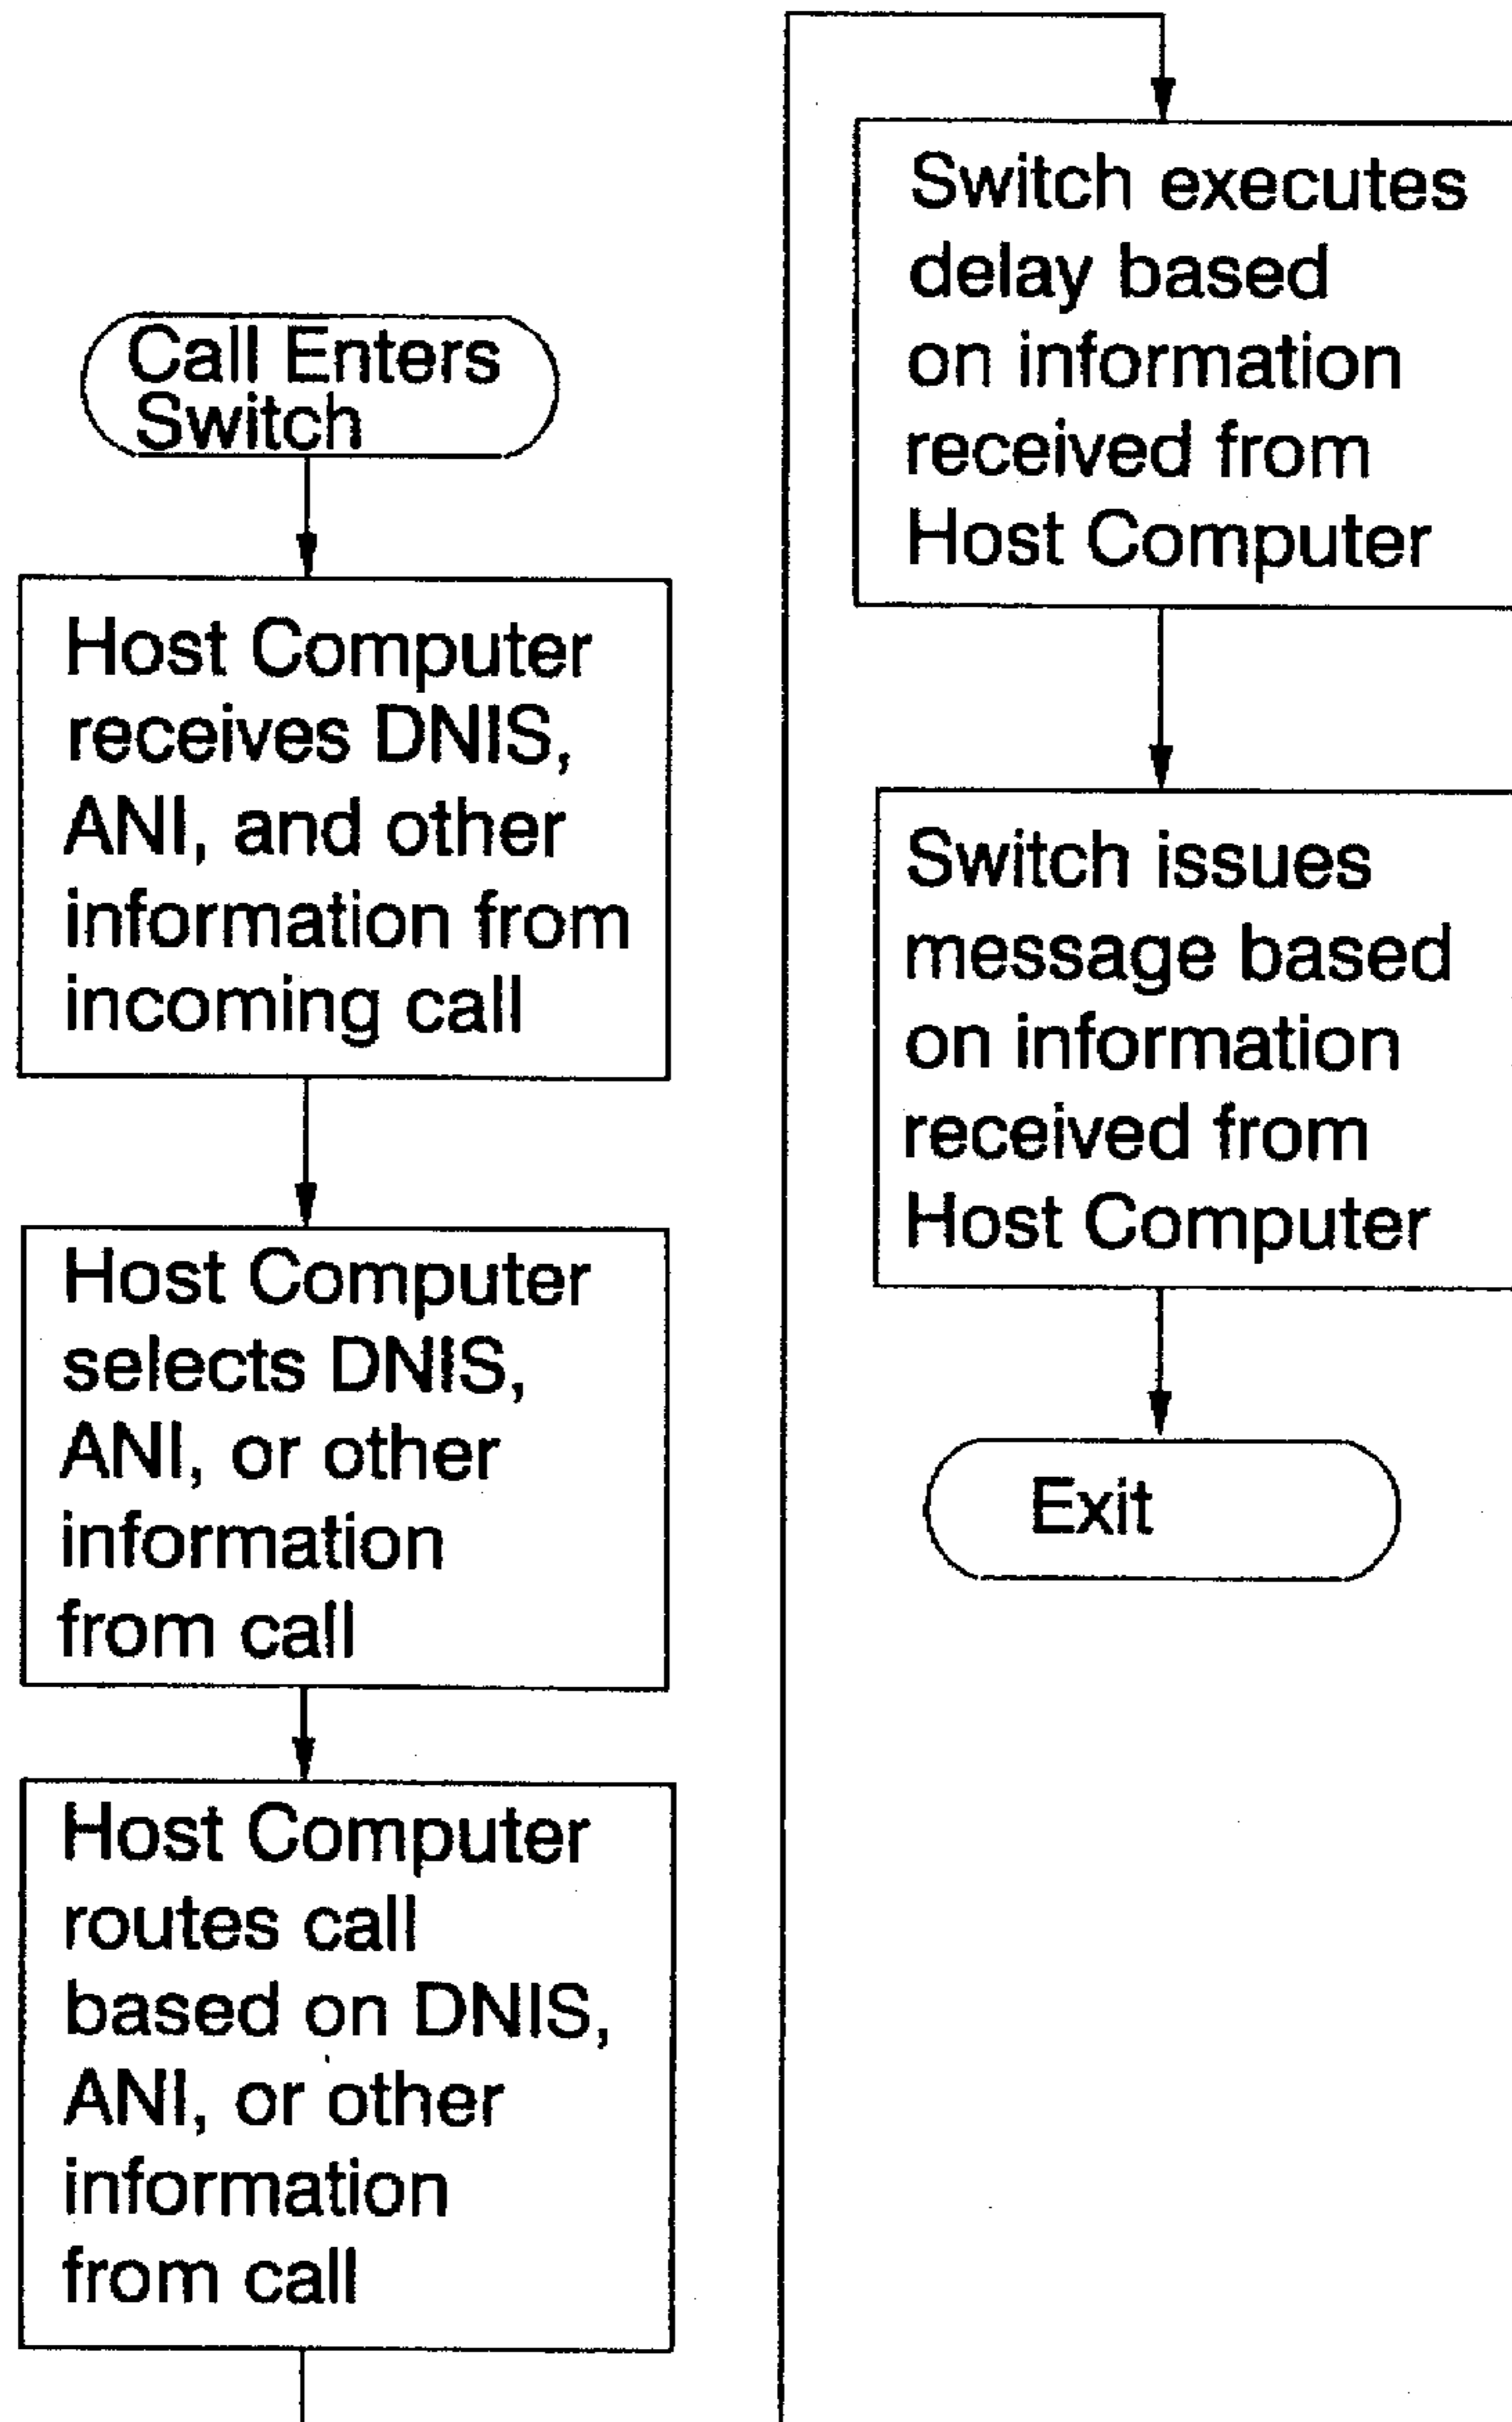 Call Enters
Switch
Host Computer
receives DNIS,
ANI, and other
information from
incoming call
Host Computer
selects DNIS,
ANI, or other
information
from call
Host Computer
routes call
based on DNIS,
ANI, or other
information
from call
Switch executes
delay based
on information
received from
Host Computer
Switch issues
message based
on information
received from
Host Computer
Exit